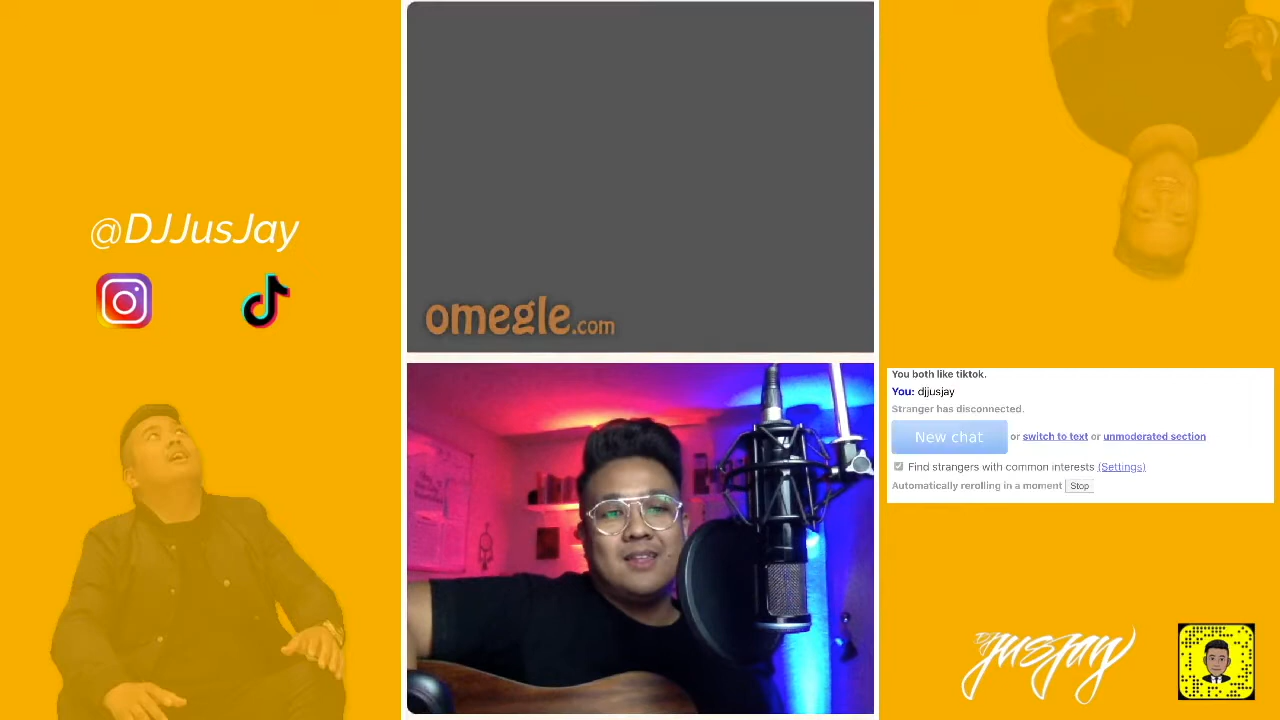 @DJJusJay
omegle.com
You both like tiktok.
You: djjusjay
Stranger has disconnected.
New chat or switch to text or unmoderated section
Find strangers with common interests (Settings)
Automatically rerolling in a moment Stop
DJ jusjay